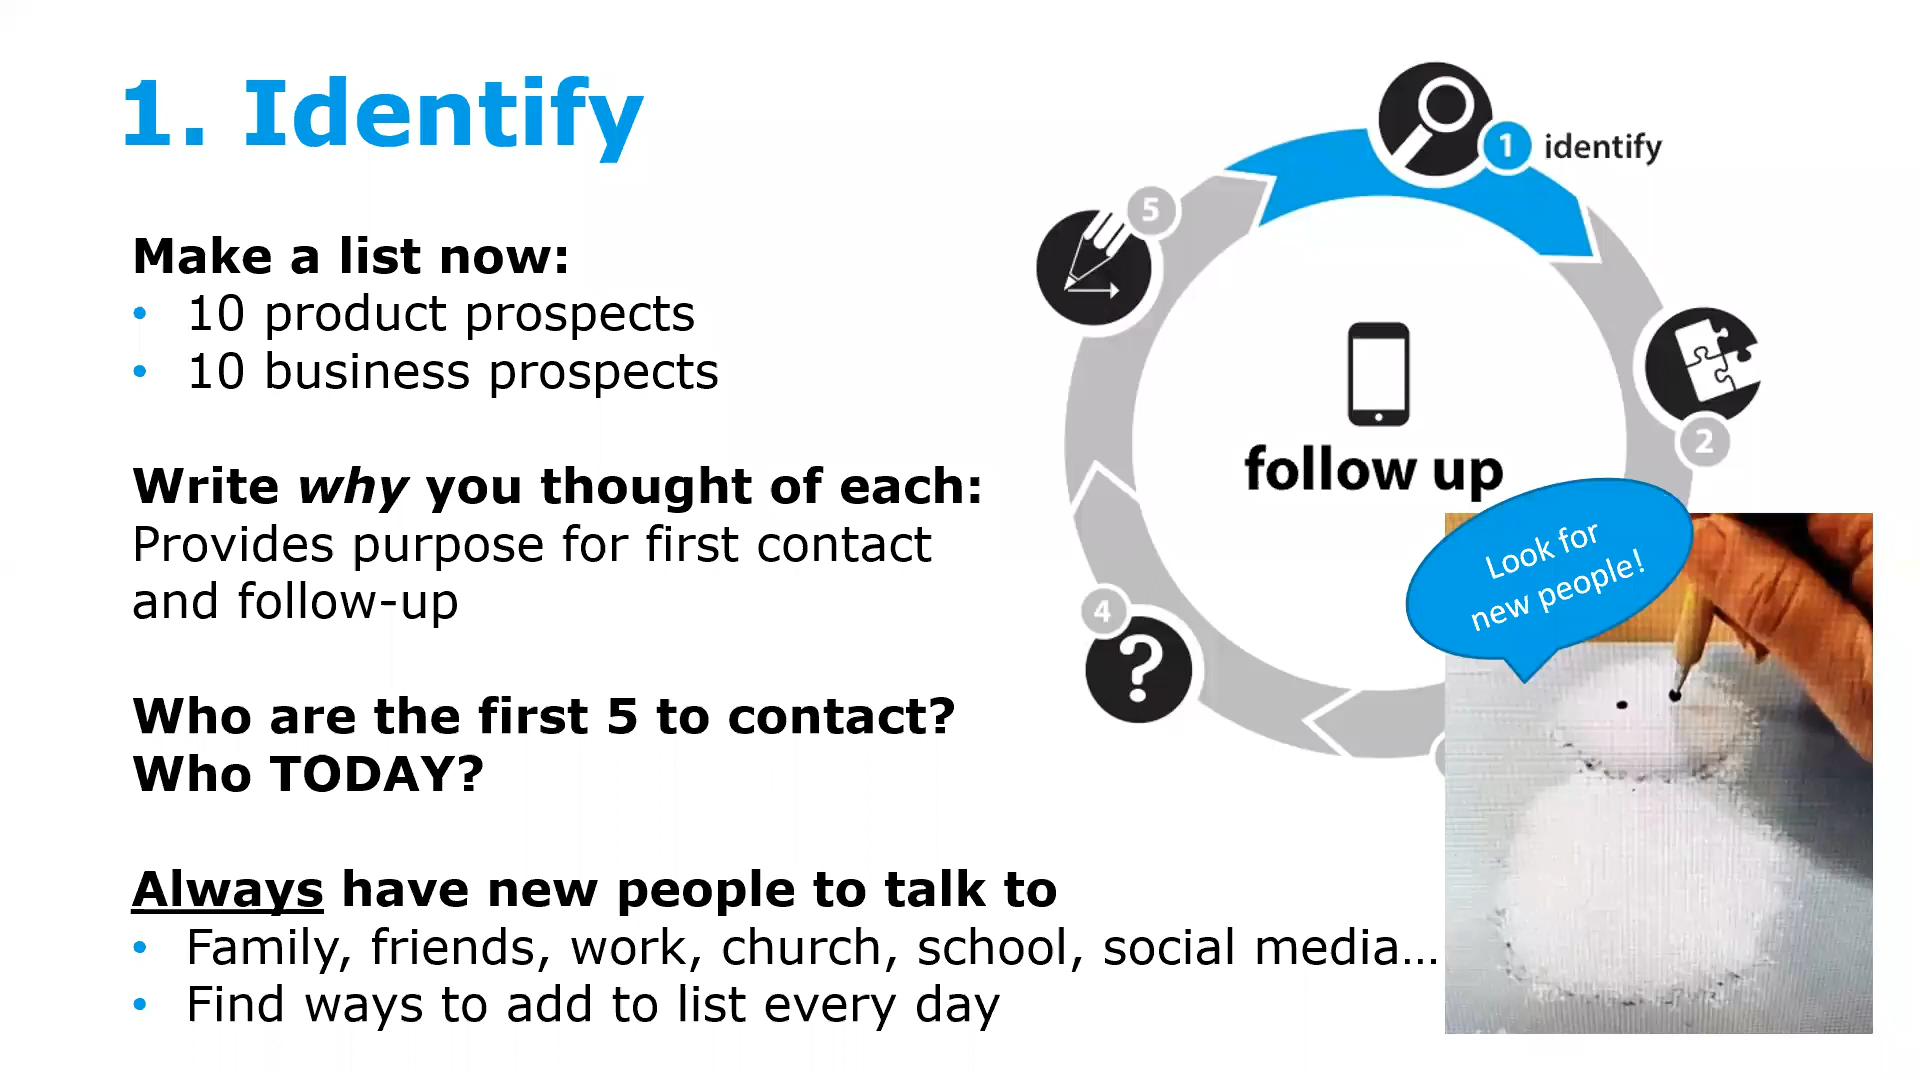 1. Identify
Make a list now:
• 10 product prospects
• 10 business prospects
Write why you thought of each:
Provides purpose for first contact
and follow-up
Who are the first 5 to contact?
Who TODAY?
Always have new people to talk to
• Family, friends, work, church, school, social media...
• Find ways to add to list every day
1 identify
5
2
follow up
4
Look for
new people!